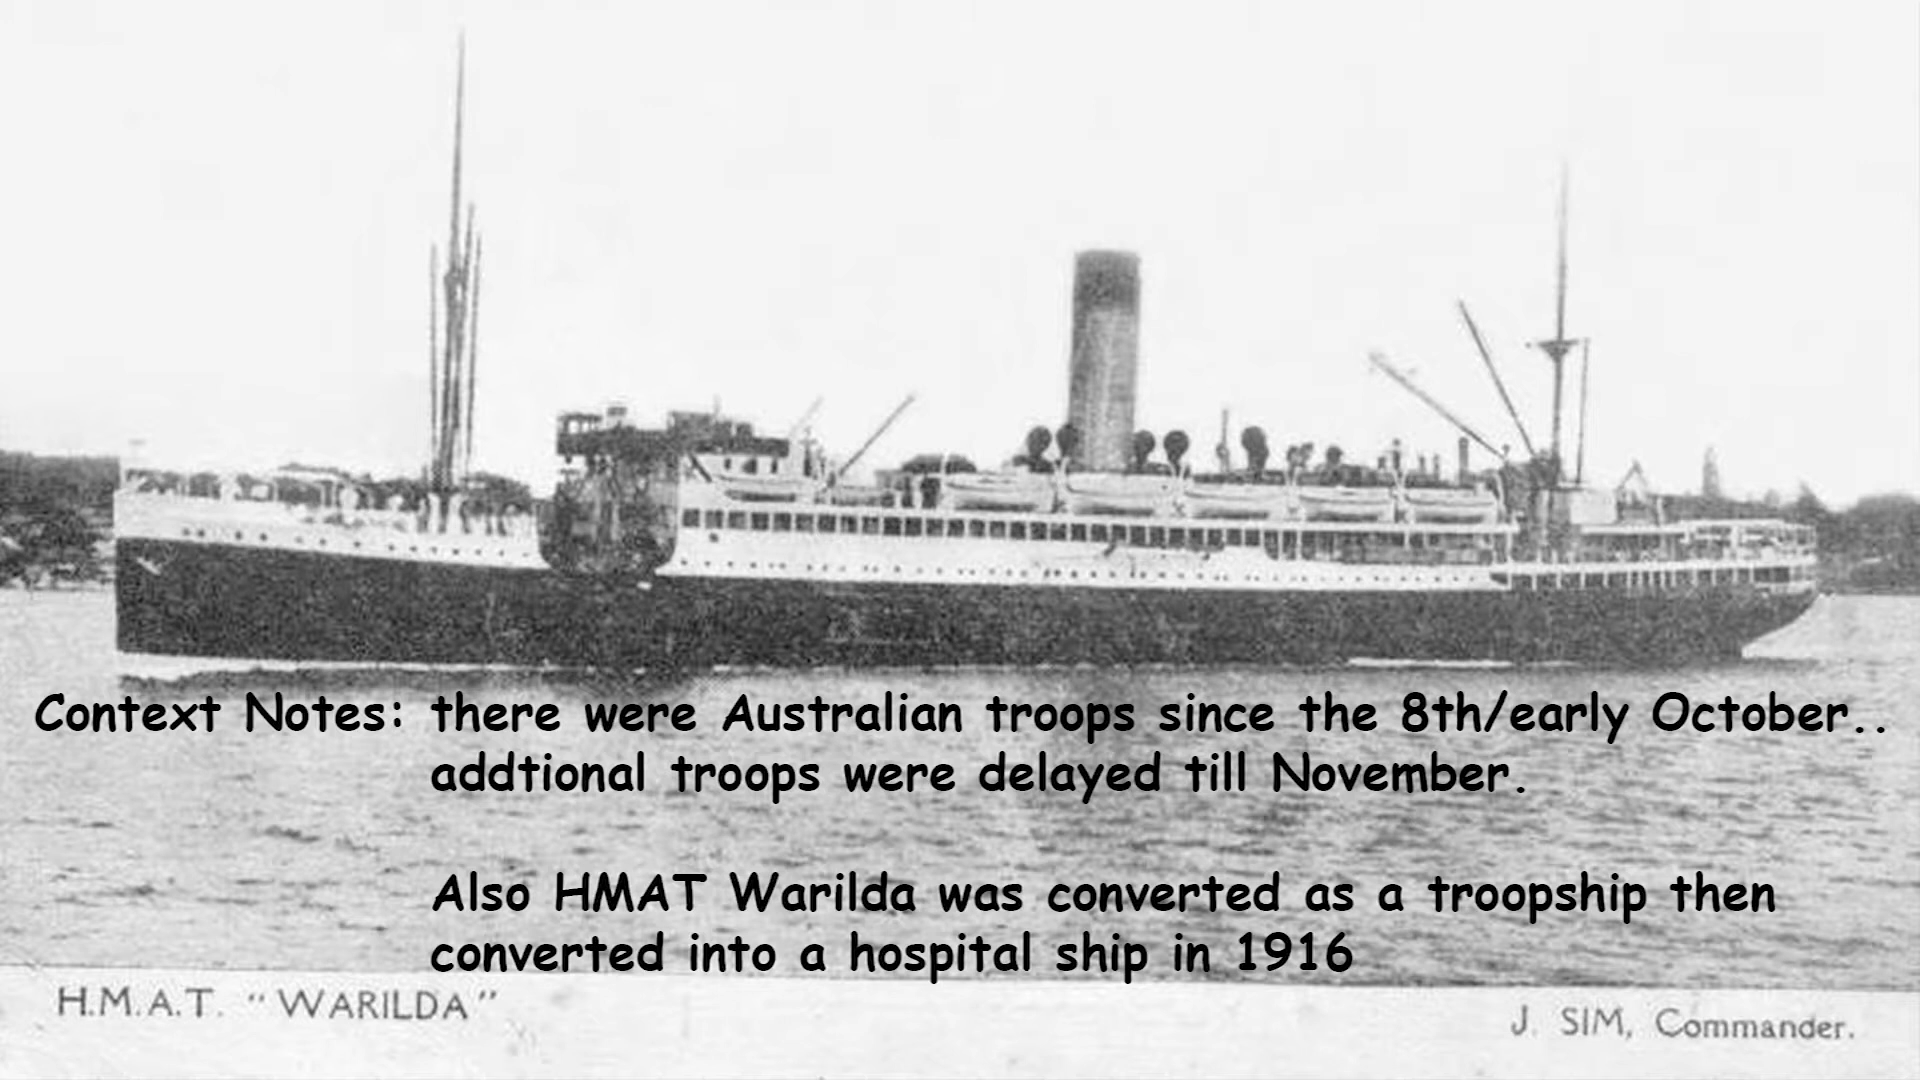 Context Notes: there were Australian troops since the 8th/early October..
addtional troops were delayed till November.
Also HMAT Warilda was converted as a troopship then
converted into a hospital ship in 1916
H.M.A.T. "WARILDA"
J. SIM, Commander.